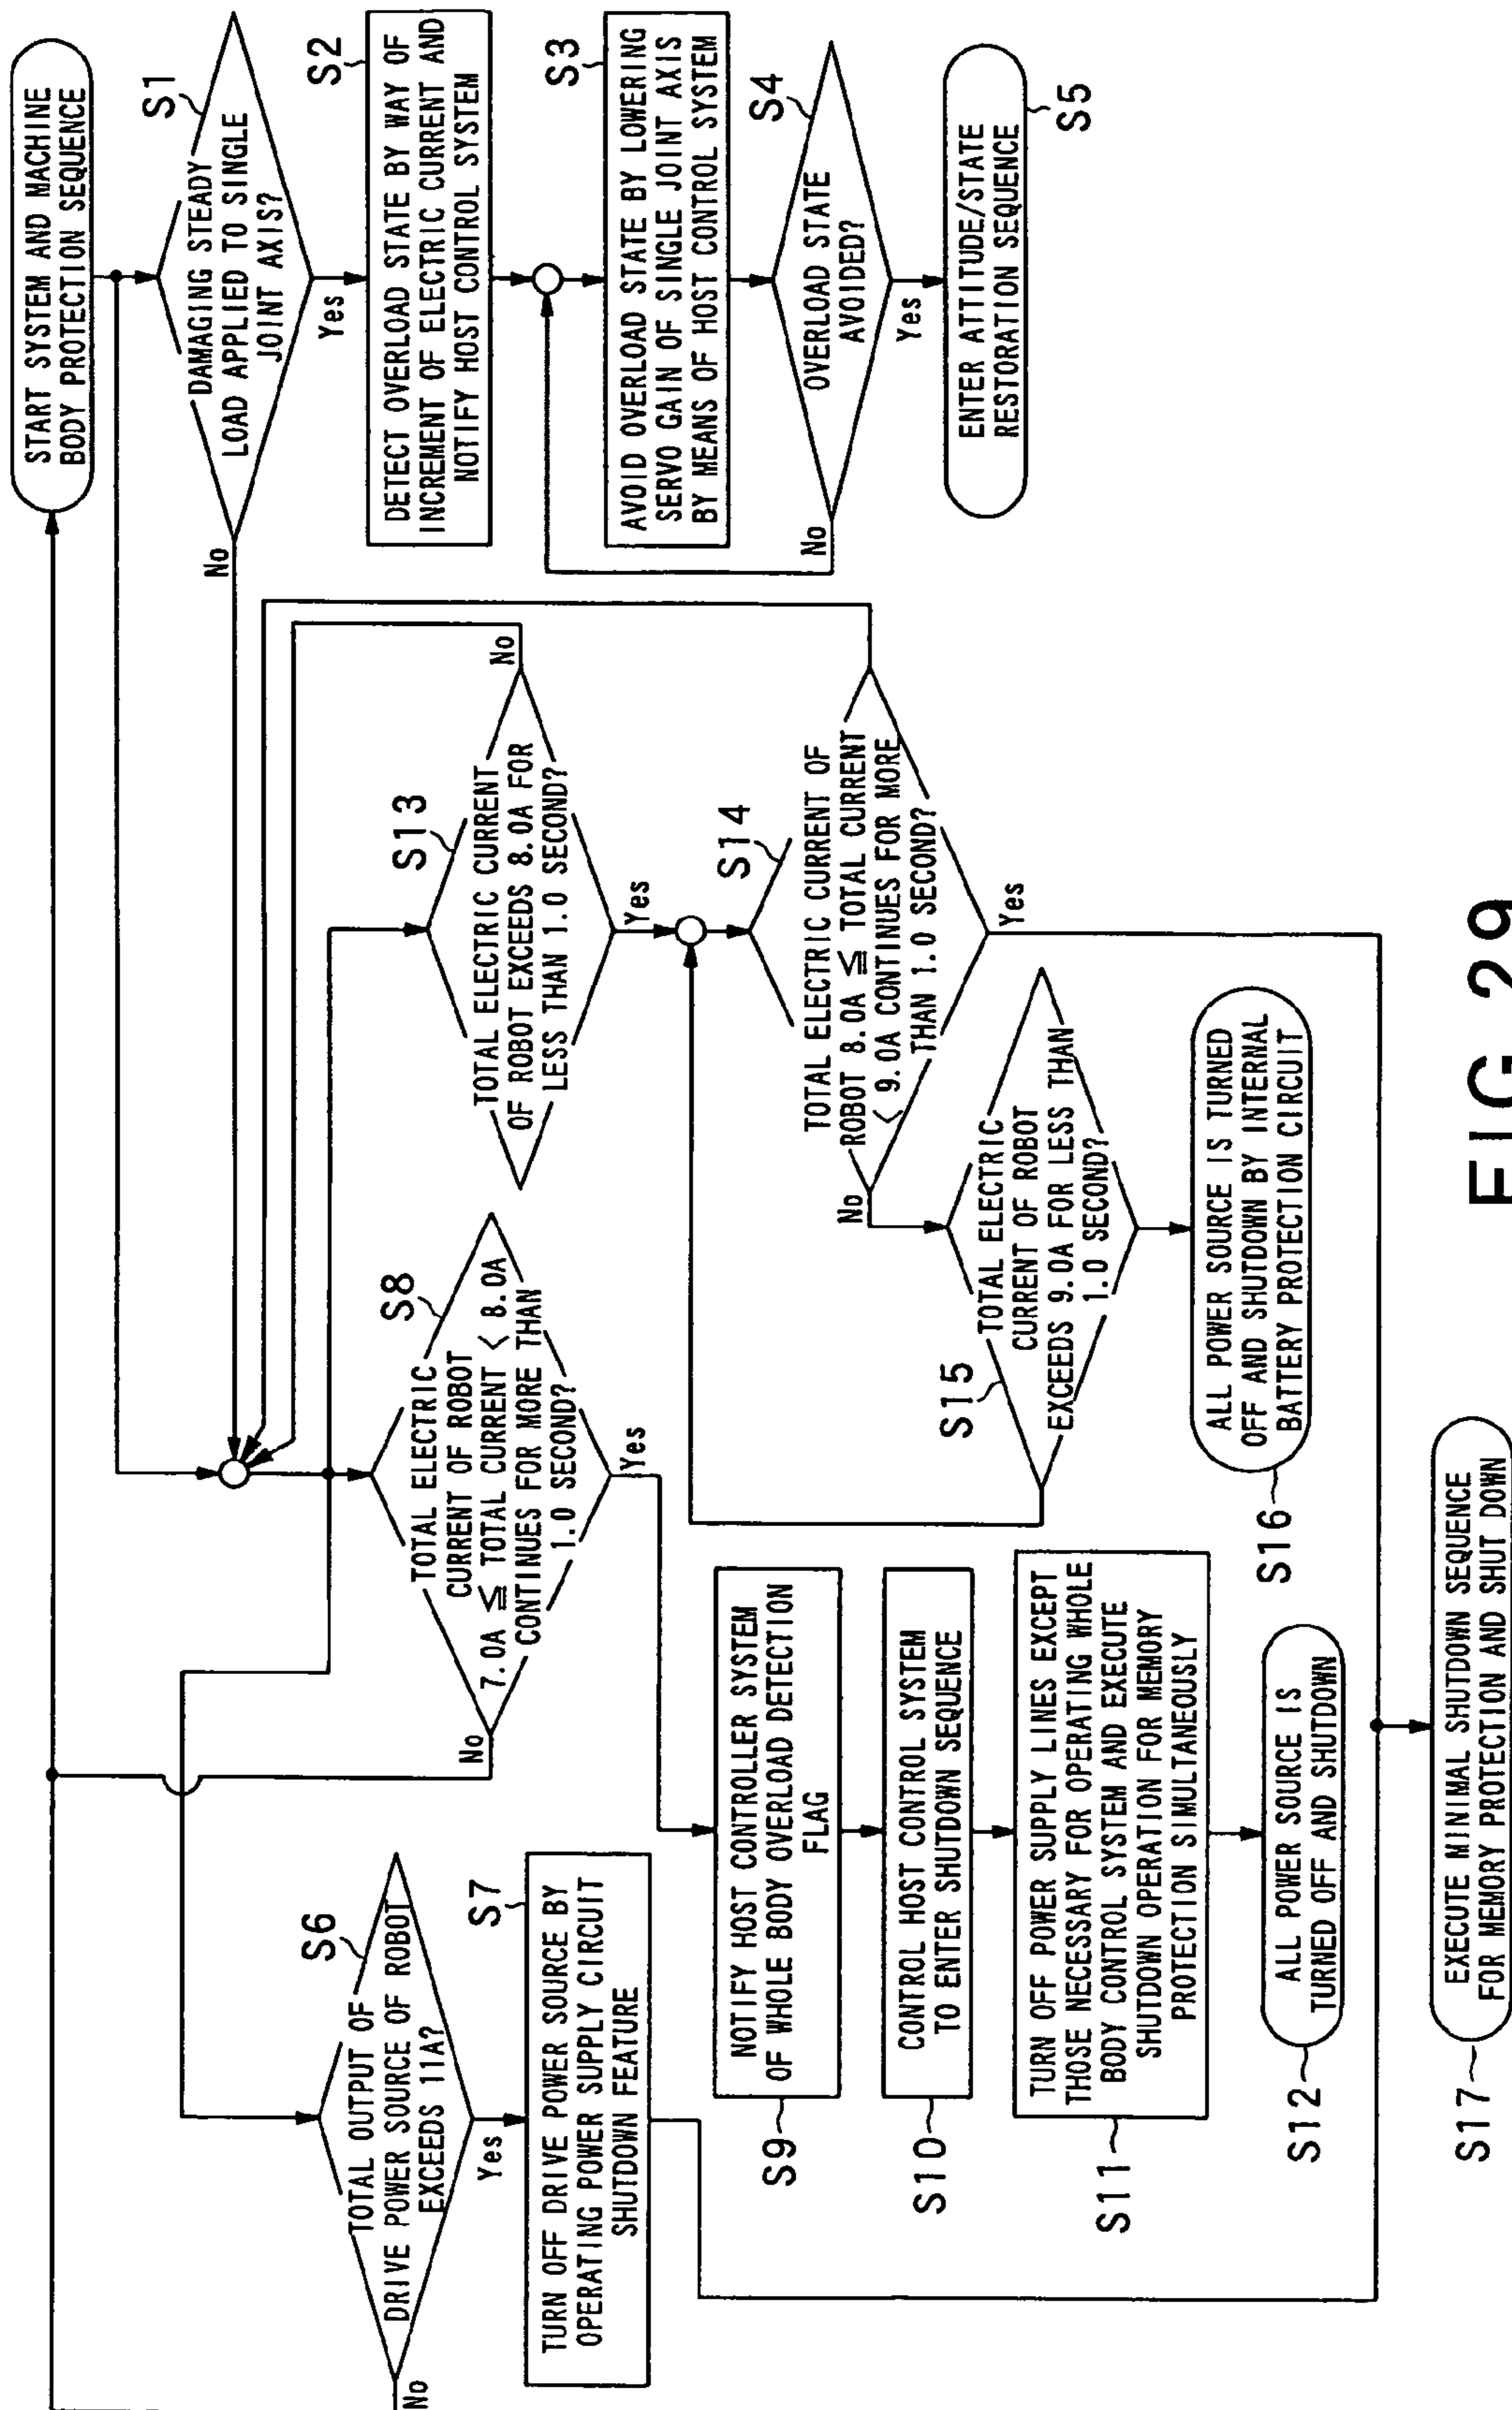 START SYSTEM AND MACHINE
BODY PROTECTION SEQUENCE
S1
DAMAGING STEADY
LOAD APPLIED TO SINGLE
JOINT AXIS?
No
Yes
S2
DETECT OVERLOAD STATE BY WAY OF
INCREMENT OF ELECTRIC CURRENT AND
NOTIFY HOST CONTROL SYSTEM
S3
AVOID OVERLOAD STATE BY LOWERING
SERVO GAIN OF SINGLE JOINT AXIS
BY MEANS OF HOST CONTROL SYSTEM
S4
OVERLOAD STATE
AVOIDED?
No
Yes
ENTER ATTITUDE/STATE
RESTORATION SEQUENCE
S5
S6
TOTAL OUTPUT OF
DRIVE POWER SOURCE OF ROBOT
EXCEEDS 11A?
No
Yes
S7
TURN OFF DRIVE POWER SOURCE BY
OPERATING POWER SUPPLY CIRCUIT
SHUTDOWN FEATURE
S8
TOTAL ELECTRIC
CURRENT OF ROBOT
7.0A ≦ TOTAL CURRENT < 8.0A
CONTINUES FOR MORE THAN
1.0 SECOND?
No
Yes
S9
NOTIFY HOST CONTROLLER SYSTEM
OF WHOLE BODY OVERLOAD DETECTION
FLAG
S10
CONTROL HOST CONTROL SYSTEM
TO ENTER SHUTDOWN SEQUENCE
S11
TURN OFF POWER SUPPLY LINES EXCEPT
THOSE NECESSARY FOR OPERATING WHOLE
BODY CONTROL SYSTEM AND EXECUTE
SHUTDOWN OPERATION FOR MEMORY
PROTECTION SIMULTANEOUSLY
S12
ALL POWER SOURCE IS
TURNED OFF AND SHUTDOWN
S13
TOTAL ELECTRIC CURRENT
OF ROBOT EXCEEDS 8.0A FOR
LESS THAN 1.0 SECOND?
No
Yes
S14
TOTAL ELECTRIC CURRENT OF
ROBOT 8.0A ≦ TOTAL CURRENT
< 9.0A CONTINUES FOR MORE
THAN 1.0 SECOND?
No
Yes
S15
TOTAL ELECTRIC
CURRENT OF ROBOT
EXCEEDS 9.0A FOR LESS THAN
1.0 SECOND?
S16
ALL POWER SOURCE IS TURNED
OFF AND SHUTDOWN BY INTERNAL
BATTERY PROTECTION CIRCUIT
S17
EXECUTE MINIMAL SHUTDOWN SEQUENCE
FOR MEMORY PROTECTION AND SHUT DOWN
FIG 29